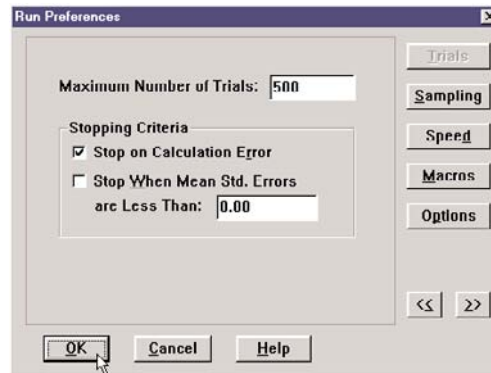 Run Preferences
Maximum Number of Trials: 500
Stopping Criteria
Stop on Calculation Error
Stop When Mean Std. Errors
are Less Than: 0.00
Trials
Sampling
Speed
Macros
Options
<< >>
OK Cancel Help